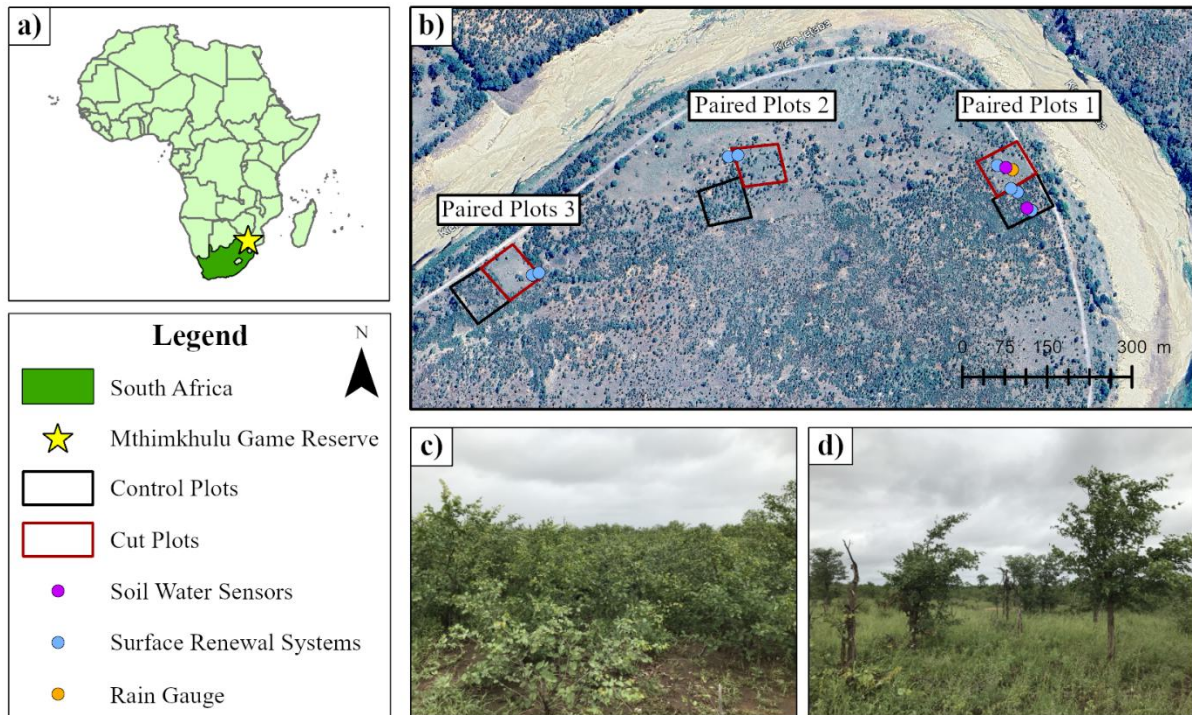 a)
b)
Paired Plots 2
Paired Plots 1
Paired Plots 3
0 75 150 300 m
Legend
N
South Africa
Mthimkhulu Game Reserve
Control Plots
Cut Plots
Soil Water Sensors
Surface Renewal Systems
Rain Gauge
c)
d)